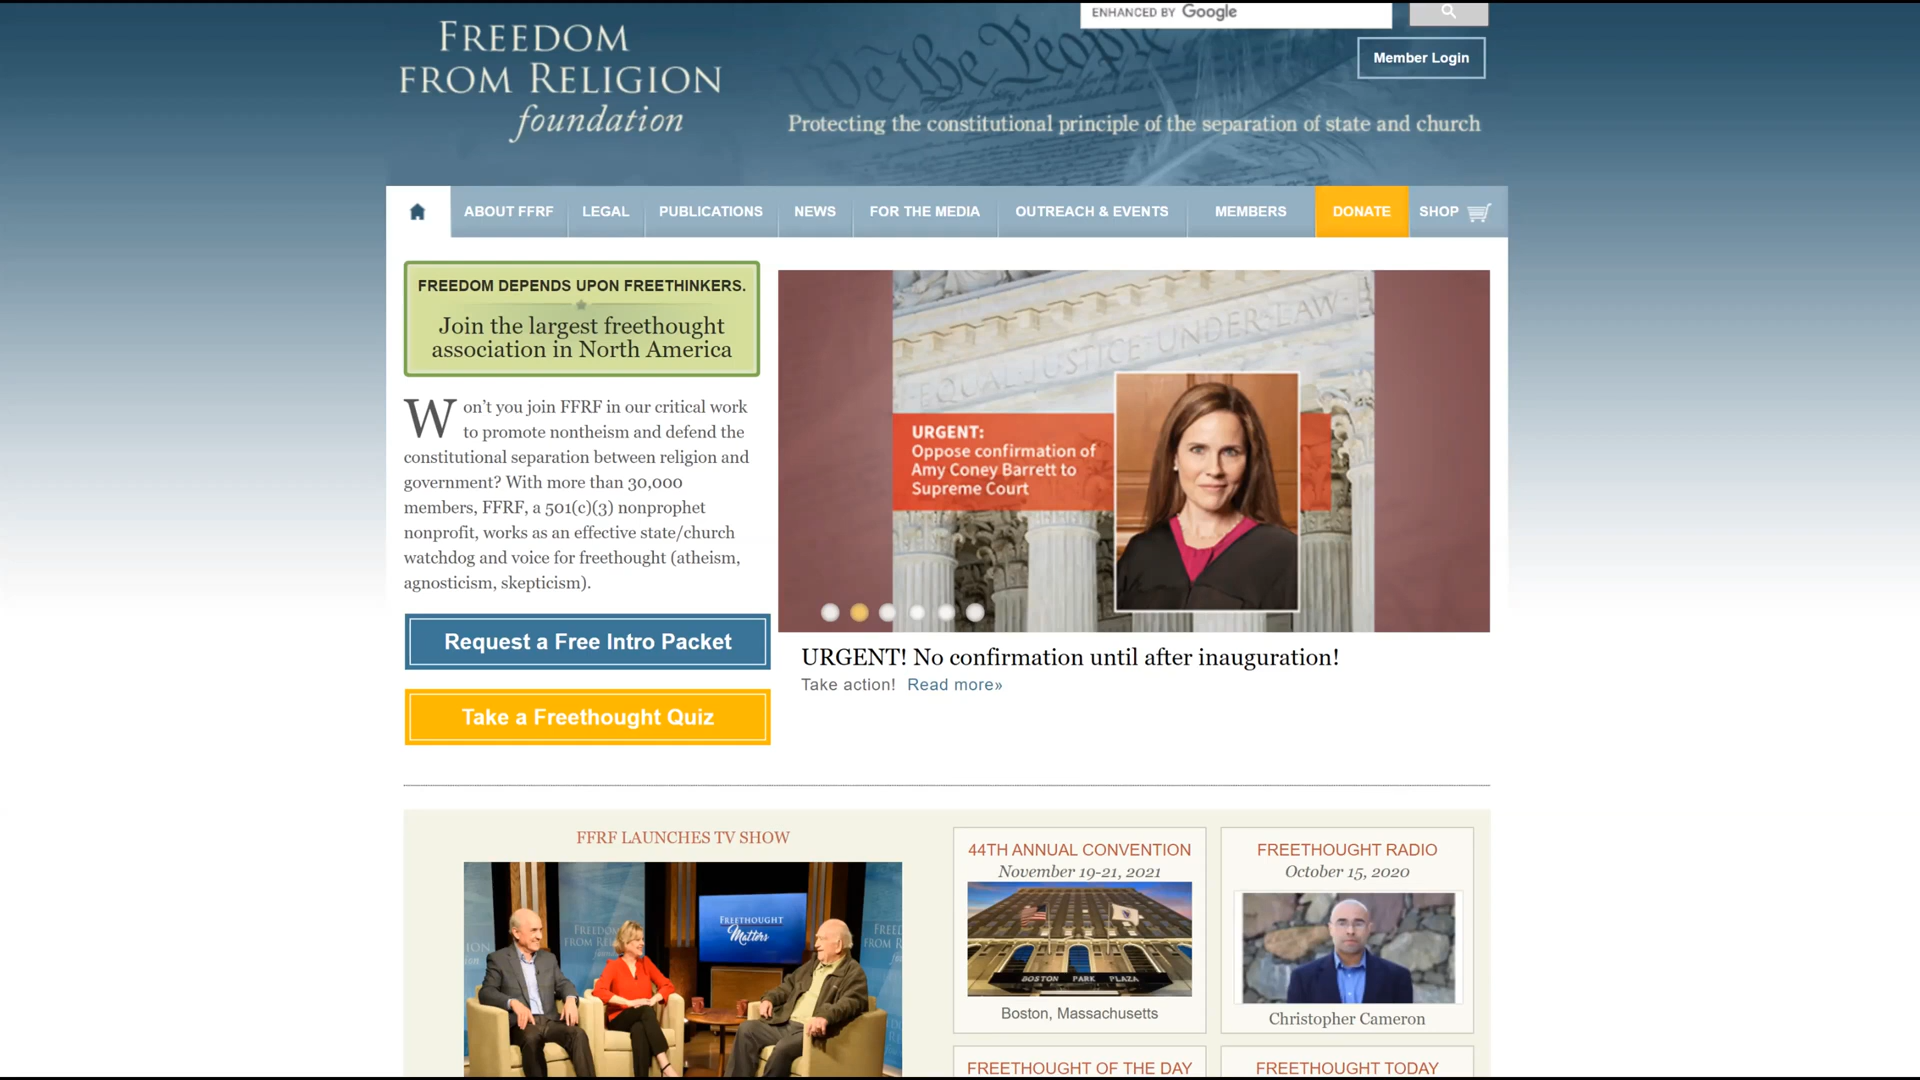 ENHANCED BY Google
FREEDOM
FROM RELIGION
foundation
We the People
Member Login
Protecting the constitutional principle of the separation of state and church
ABOUT FFRF
LEGAL
PUBLICATIONS
NEWS
FOR THE MEDIA
OUTREACH & EVENTS
MEMBERS
DONATE
SHOP
FREEDOM DEPENDS UPON FREETHINKERS.
Join the largest freethought
association in North America
Won’t you join FFRF in our critical work
to promote nontheism and defend the
constitutional separation between religion and
government? With more than 30,000
members, FFRF, a 501(c)(3) nonprophet
nonprofit, works as an effective state/church
watchdog and voice for freethought (atheism,
agnosticism, skepticism).
Request a Free Intro Packet
Take a Freethought Quiz
EQUAL·JUSTICE·UNDER·LAW
URGENT:
Oppose confirmation of
Amy Coney Barrett to
Supreme Court
URGENT! No confirmation until after inauguration!
Take action! Read more»
FFRF LAUNCHES TV SHOW
FREETHOUGHT
Matters
44TH ANNUAL CONVENTION
November 19-21, 2021
BOSTON PARK PLAZA
Boston, Massachusetts
FREETHOUGHT RADIO
October 15, 2020
Christopher Cameron
FREETHOUGHT OF THE DAY
FREETHOUGHT TODAY